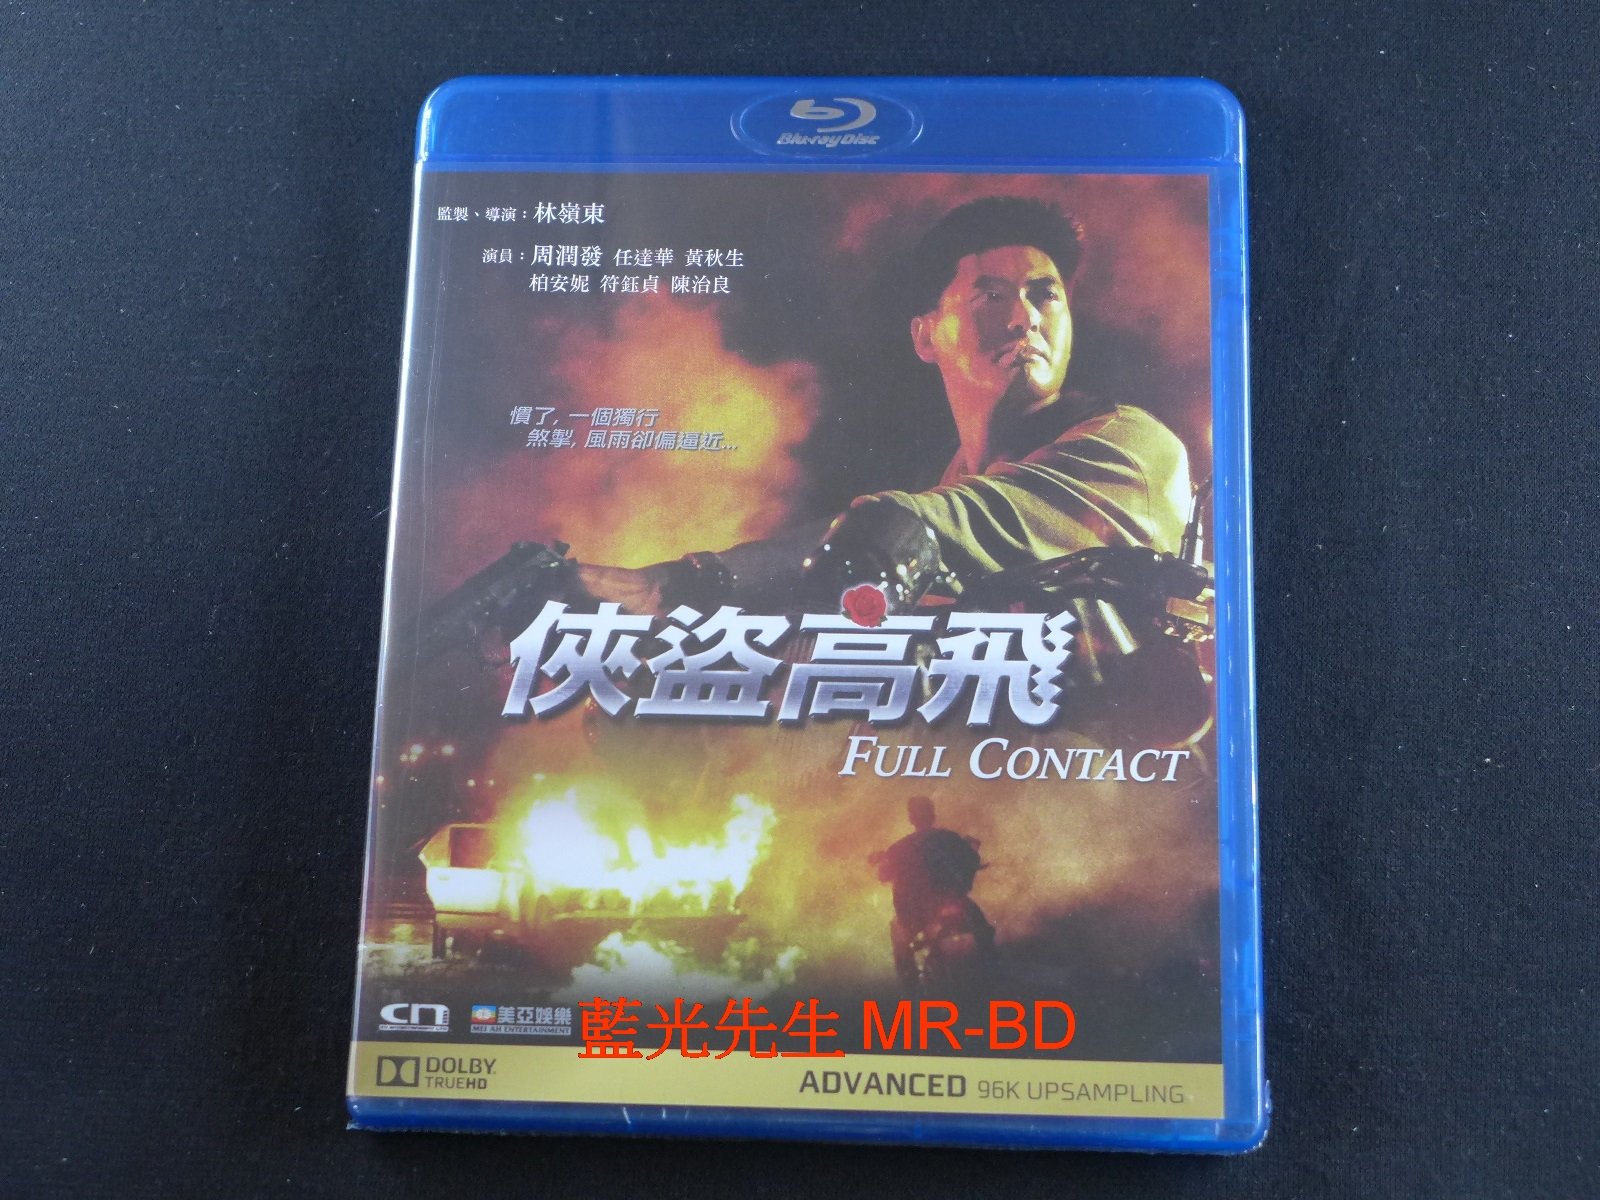 Blu-ray Disc
監製、導演：林嶺東
演員：周潤發 任達華 黃秋生
柏安妮 符鈺貞 陳治良
慣了，一個獨行
煞掣，風雨卻偏逼近...
俠盜高飛
FULL CONTACT
cn
美亞娛樂
MEI AH ENTERTAINMENT
藍光先生 MR-BD
DOLBY
TRUEHD
ADVANCED 96K UPSAMPLING